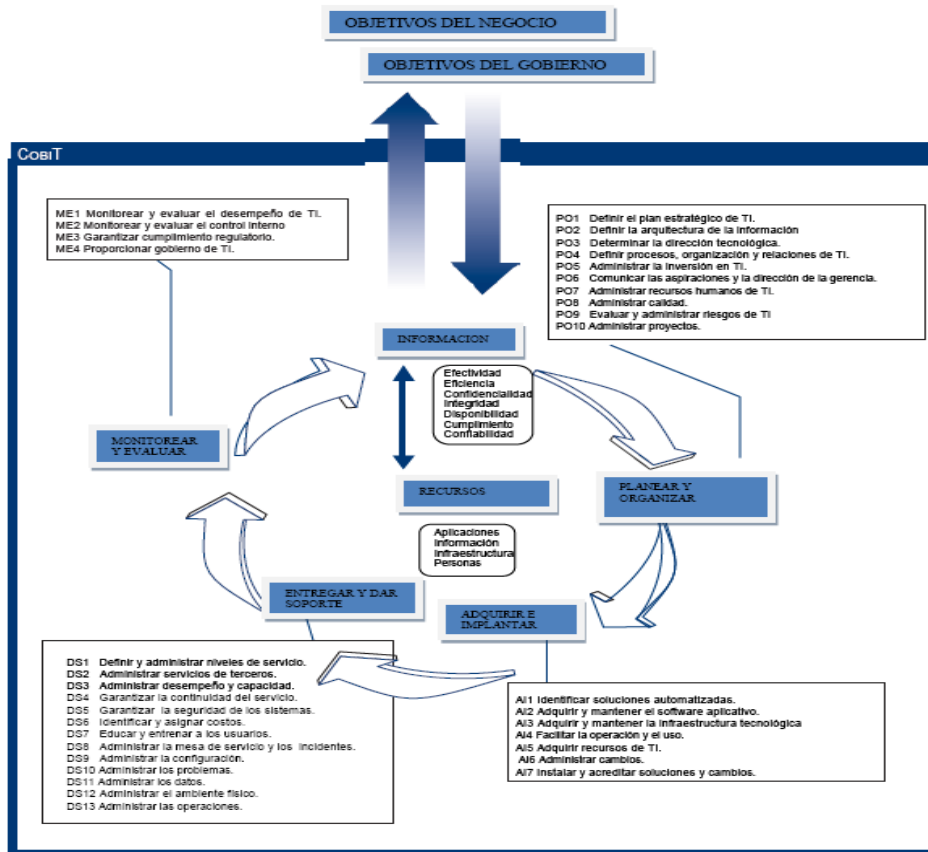 OBJETIVOS DEL NEGOCIO
OBJETIVOS DEL GOBIERNO
COBIT
ME1 Monitorear y evaluar el desempeño de TI.
ME2 Monitorear y evaluar el control interno
ME3 Garantizar cumplimiento regulatorio.
ME4 Proporcionar gobierno de TI.
PO1 Definir el plan estratégico de TI.
PO2 Definir la arquitectura de la información
PO3 Determinar la dirección tecnológica.
PO4 Definir procesos, organización y relaciones de TI.
PO5 Administrar la inversión en TI.
PO6 Comunicar las aspiraciones y la dirección de la gerencia.
PO7 Administrar recursos humanos de TI.
PO8 Administrar calidad.
PO9 Evaluar y administrar riesgos de TI
PO10 Administrar proyectos.
INFORMACION
Efectividad
Eficiencia
Confidencialidad
Integridad
Disponibilidad
Cumplimiento
Confiabilidad
MONITOREAR
Y EVALUAR
RECURSOS
PLANEAR Y
ORGANIZAR
Aplicaciones
Información
Infraestructura
Personas
ENTREGAR Y DAR
SOPORTE
ADQUIRIR E
IMPLANTAR
DS1 Definir y administrar niveles de servicio.
DS2 Administrar servicios de terceros.
DS3 Administrar desempeño y capacidad.
DS4 Garantizar la continuidad del servicio.
DS5 Garantizar la seguridad de los sistemas.
DS6 Identificar y asignar costos.
DS7 Educar y entrenar a los usuarios.
DS8 Administrar la mesa de servicio y los incidentes.
DS9 Administrar la configuración.
DS10 Administrar los problemas.
DS11 Administrar los datos.
DS12 Administrar el ambiente físico.
DS13 Administrar las operaciones.
AI1 Identificar soluciones automatizadas.
AI2 Adquirir y mantener el software aplicativo.
AI3 Adquirir y mantener la infraestructura tecnológica
AI4 Facilitar la operación y el uso.
AI5 Adquirir recursos de TI.
AI6 Administrar cambios.
AI7 Instalar y acreditar soluciones y cambios.